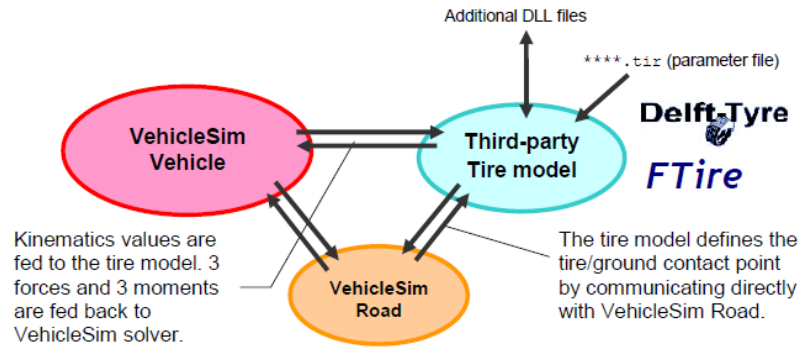 Additional DLL files
****.tir (parameter file)
VehicleSim
Vehicle
Third-party
Tire model
Delft-Tyre
FTire
Kinematics values are
fed to the tire model. 3
forces and 3 moments
are fed back to
VehicleSim solver.
VehicleSim
Road
The tire model defines the
tire/ground contact point
by communicating directly
with VehicleSim Road.